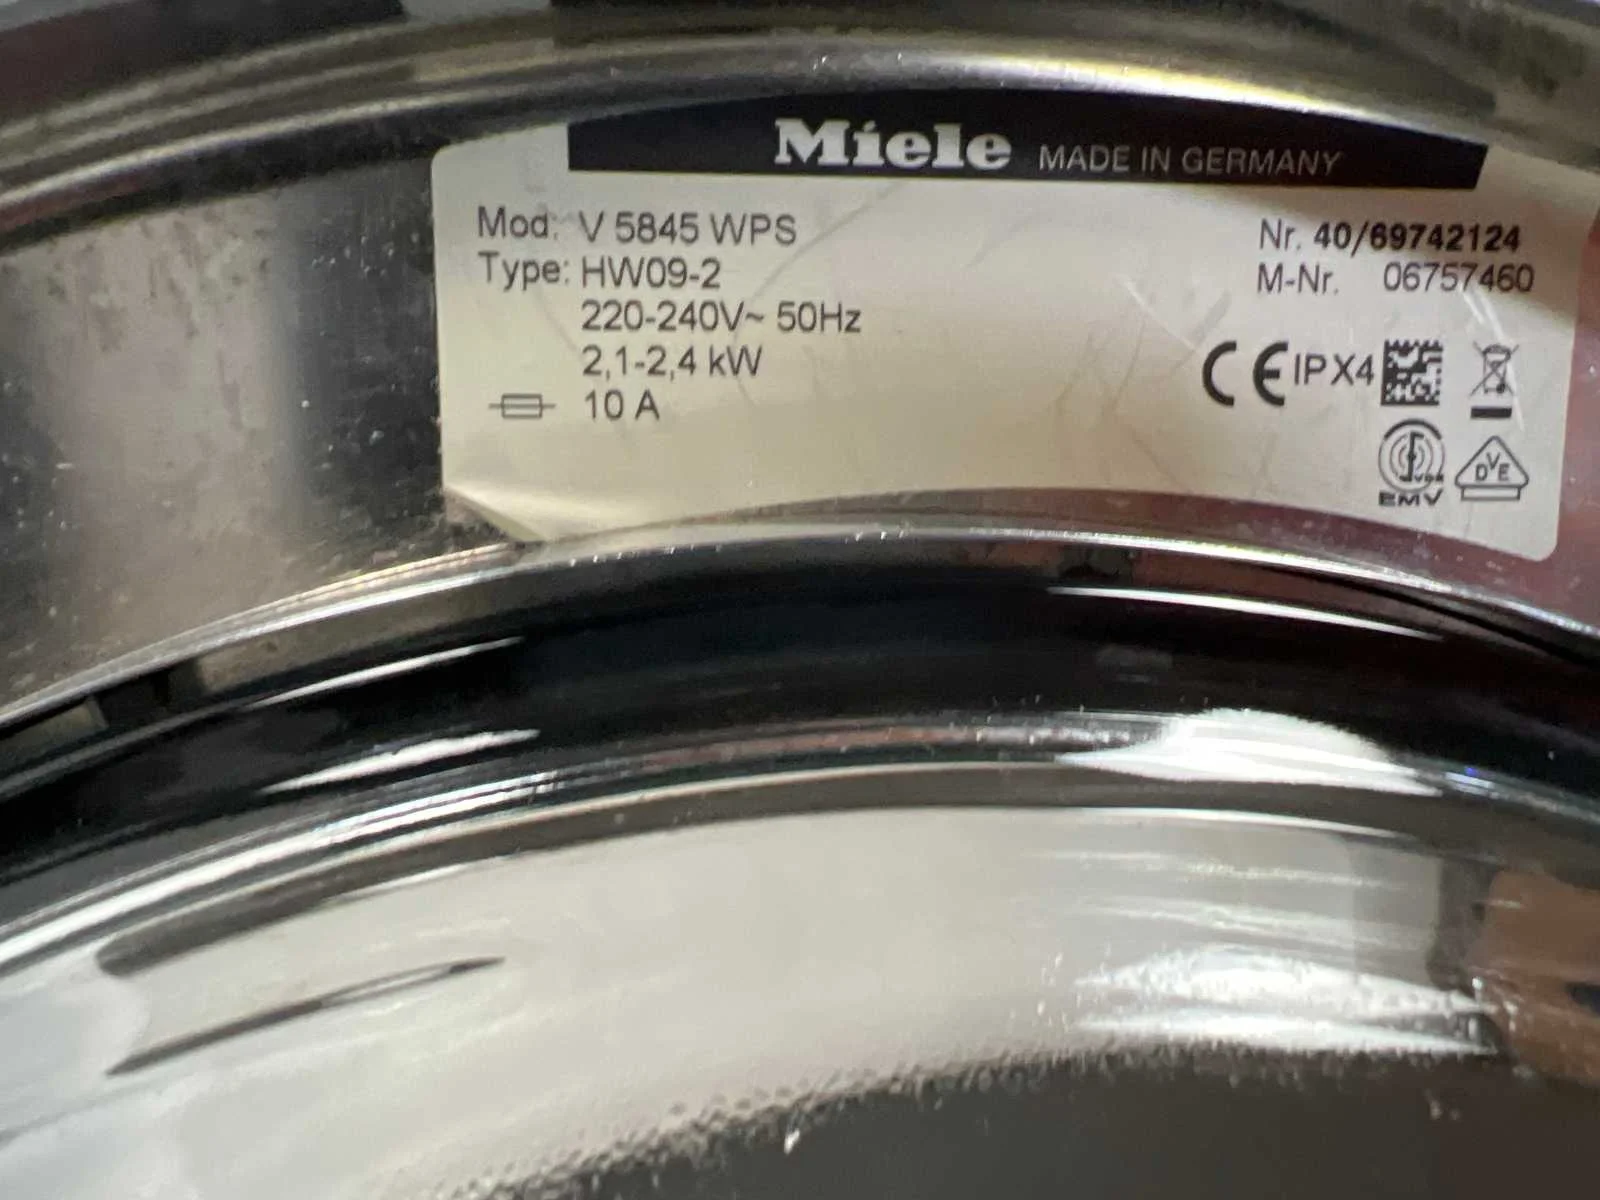 Miele MADE IN GERMANY
Mod: V 5845 WPS
Type: HW09-2
220-240V~ 50Hz
2,1-2,4 kW
10 A
Nr. 40/69742124
M-Nr. 06757460
CE IPX4
VDE
EMV
DVE